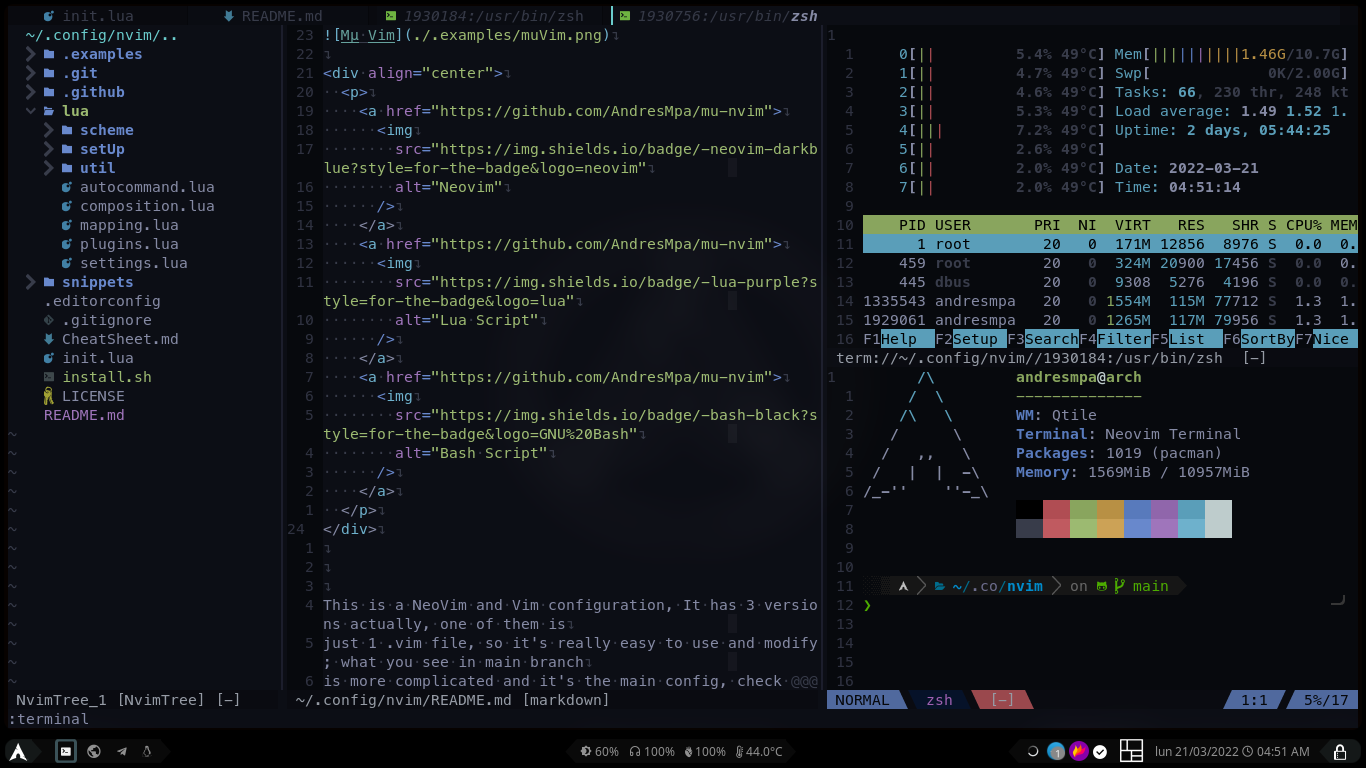 init.lua README.md 1930184:/usr/bin/zsh 1930756:/usr/bin/zsh
~/.config/nvim/..
.examples
.git
.github
lua
scheme
setUp
util
autocommand.lua
composition.lua
mapping.lua
plugins.lua
settings.lua
snippets
.editorconfig
.gitignore
CheatSheet.md
init.lua
install.sh
LICENSE
README.md
~
~
~
~
~
~
~
~
~
~
~
~
~
~
NvimTree_1 [NvimTree] [-]
23 ![Mµ·Vim](./.examples/muVim.png)
22
21 <div align="center">
20 ··<p>
19 ····<a href="https://github.com/AndresMpa/mu-nvim">
18 ······<img
17 ········src="https://img.shields.io/badge/-neovim-darkb
lue?style=for-the-badge&logo=neovim"
16 ········alt="Neovim"
15 ······/>
14 ····</a>
13 ····<a href="https://github.com/AndresMpa/mu-nvim">
12 ······<img
11 ········src="https://img.shields.io/badge/-lua-purple?s
tyle=for-the-badge&logo=lua"
10 ········alt="Lua·Script"
9 ······/>
8 ····</a>
7 ····<a href="https://github.com/AndresMpa/mu-nvim">
6 ······<img
5 ········src="https://img.shields.io/badge/-bash-black?s
tyle=for-the-badge&logo=GNU%20Bash"
4 ········alt="Bash·Script"
3 ······/>
2 ····</a>
1 ··</p>
24 </div>
1
2
3
4 This·is·a·NeoVim·and·Vim·configuration,·It·has·3·versio
ns·actually,·one·of·them·is
5 just·1·.vim·file,·so·it's·really·easy·to·use·and·modify
;·what·you·see·in·main·branch
6 is·more·complicated·and·it's·the·main·config,·check·@@@
~/.config/nvim/README.md [markdown]
1
1 0[|| 5.4% 49°C] Mem[||||||||||1.46G/10.7G]
2 1[|| 4.7% 49°C] Swp[ 0K/2.00G]
3 2[|| 4.6% 49°C] Tasks: 66, 230 thr, 248 kt
4 3[|| 5.3% 49°C] Load average: 1.49 1.52 1.
5 4[||| 7.2% 49°C] Uptime: 2 days, 05:44:25
6 5[|| 2.6% 49°C]
7 6[|| 2.0% 49°C] Date: 2022-03-21
8 7[|| 2.0% 49°C] Time: 04:51:14
9
10 PID USER PRI NI VIRT RES SHR S CPU% MEM
11 1 root 20 0 171M 12856 8976 S 0.0 0.
12 459 root 20 0 324M 20900 17456 S 0.0 0.
13 445 dbus 20 0 9308 5276 4196 S 0.0 0.
14 1335543 andresmpa 20 0 1554M 115M 77712 S 1.3 1.
15 1929061 andresmpa 20 0 1265M 117M 79956 S 1.3 1.
16 F1Help F2Setup F3SearchF4FilterF5List F6SortByF7Nice
term://~/.config/nvim//1930184:/usr/bin/zsh [-]
1 /\ andresmpa@arch
1 / \ --------------
2 /\ \ WM: Qtile
3 / \ Terminal: Neovim Terminal
4 / ,, \ Packages: 1019 (pacman)
5 / | | -\ Memory: 1569MiB / 10957MiB
6 /_-'' ''-_\
7
8
9
10
11 ~/.co/nvim on main
12 ❯
13
14
15
16
NORMAL zsh [-] 1:1 5%/17
:terminal
60% 100% 100% 44.0°C 1 lun 21/03/2022 04:51 AM